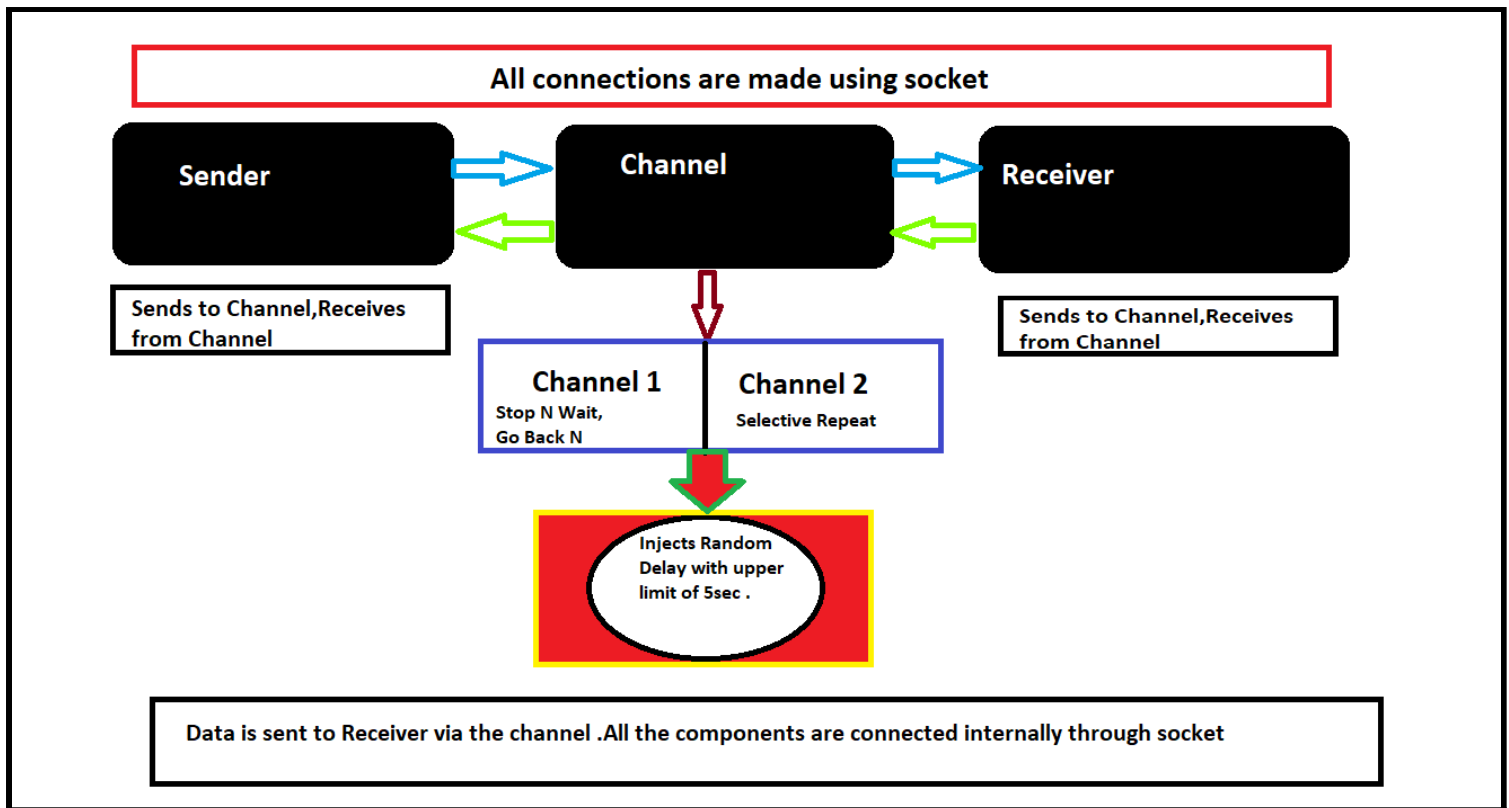 All connections are made using socket
Sender
Channel
Receiver
Sends to Channel,Receives
from Channel
Sends to Channel,Receives
from Channel
Channel 1
Stop N Wait,
Go Back N
Channel 2
Selective Repeat
Injects Random
Delay with upper
limit of 5sec .
Data is sent to Receiver via the channel .All the components are connected internally through socket